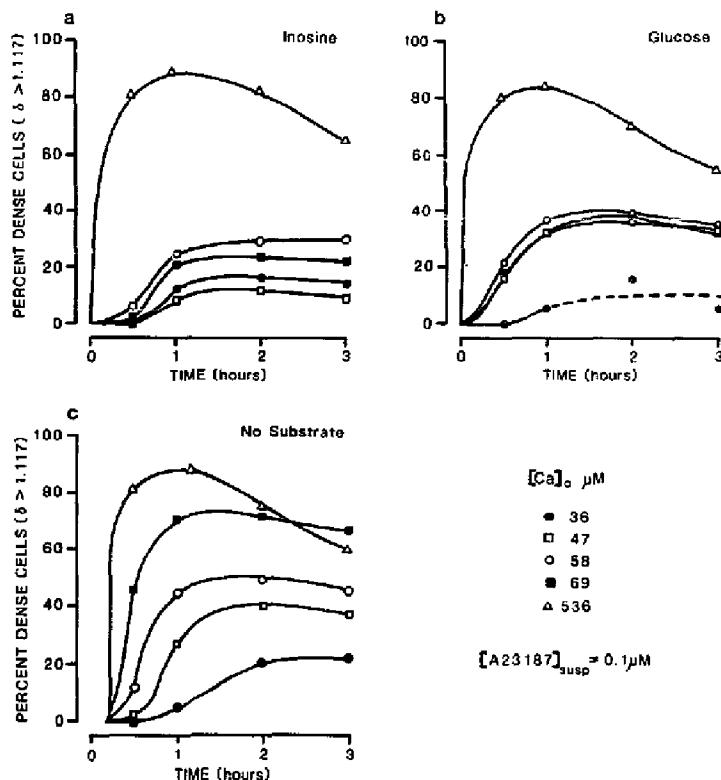 a
Inosine
PERCENT DENSE CELLS (δ >1.117)
100
80
60
40
20
0
0 1 2 3
TIME (hours)
b
Glucose
100
80
60
40
20
0
0 1 2 3
TIME (hours)
c
No Substrate
PERCENT DENSE CELLS (δ > 1.117)
100
80
60
40
20
0
0 1 2 3
TIME (hours)
[Ca]o μM
36
47
58
69
536
[A23187]susp = 0.1μM